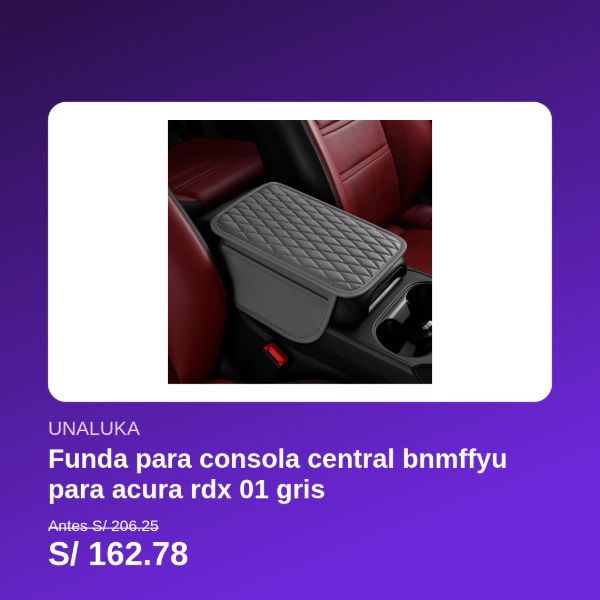 UNALUKA
Funda para consola central bnmffyu
para acura rdx 01 gris
Antes S/ 206.25
S/ 162.78